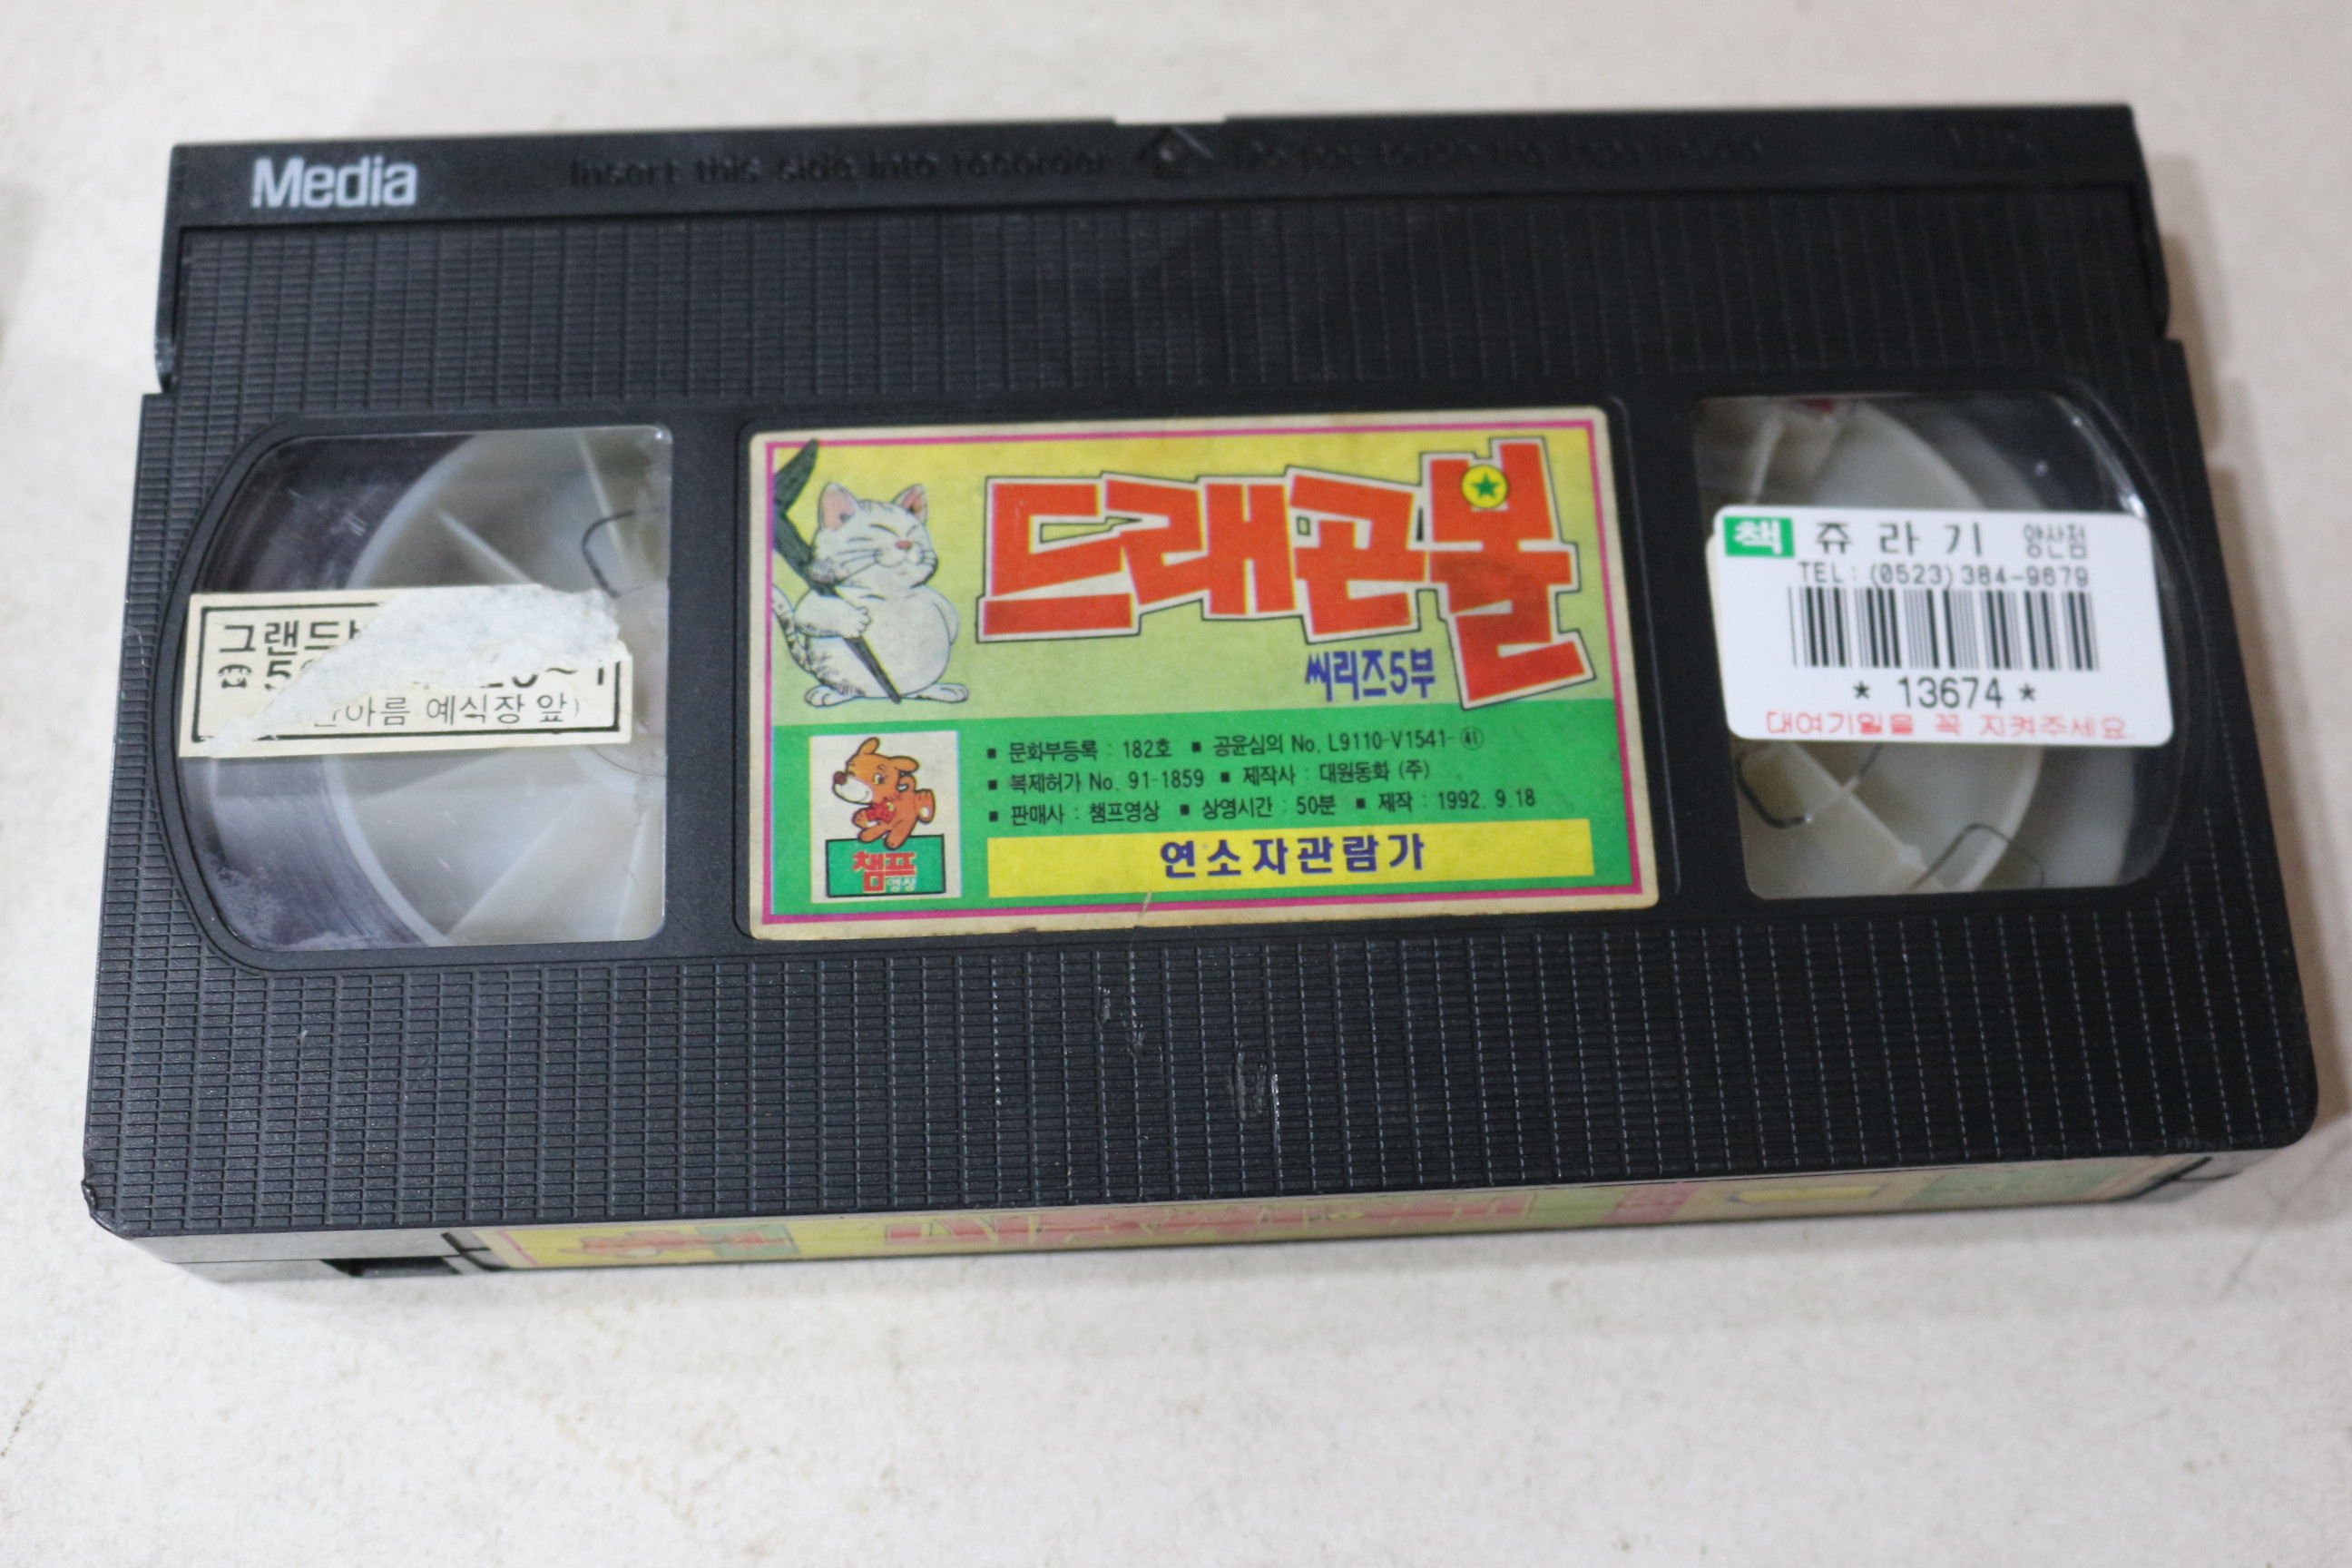 Media
Insert this side into recorder
드래곤볼
씨리즈5부
■ 문화부등록 : 182호 ■ 공윤심의 No. L9110-V1541-㊶
■ 복제허가 No. 91-1859 ■ 제작사 : 대원동화 (주)
■ 판매사 : 챔프영상 ■ 상영시간 : 50분 ■ 제작 : 1992. 9.18
챔프
영상
연소자관람가
책 쥬라기 양산점
TEL : (0523) 384-9679
* 13674 *
대여기일을 꼭 지켜주세요.
예식장 앞)